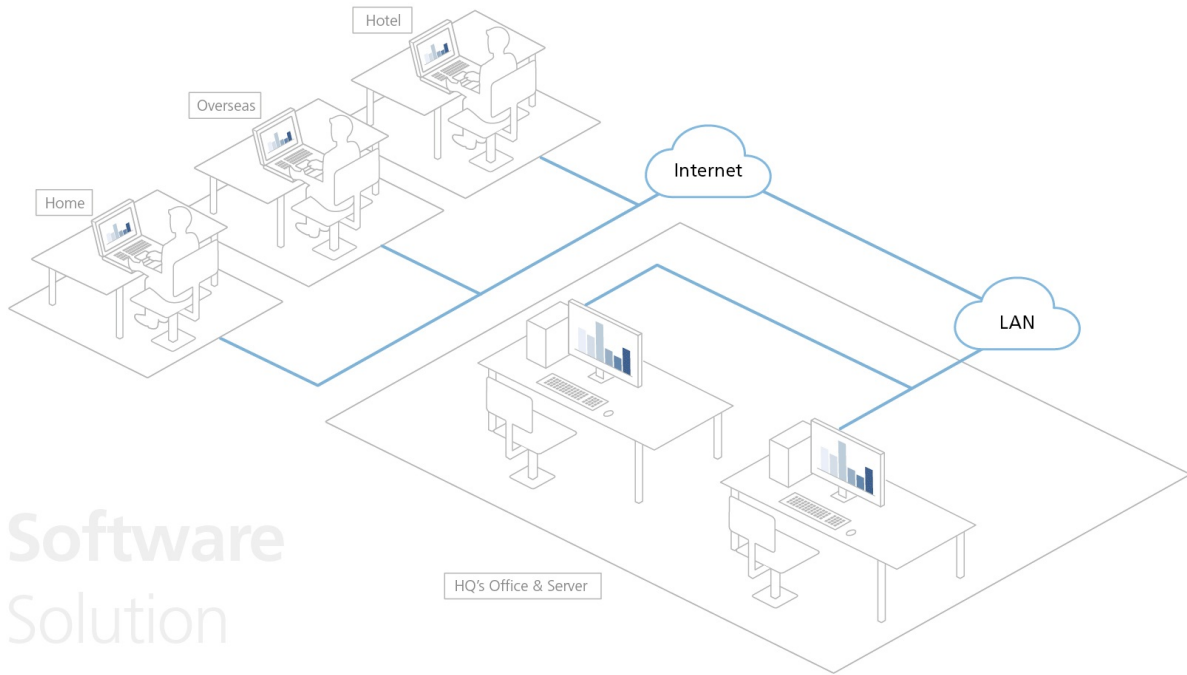 Hotel
Overseas
Home
Internet
LAN
HQ's Office & Server
Software
Solution